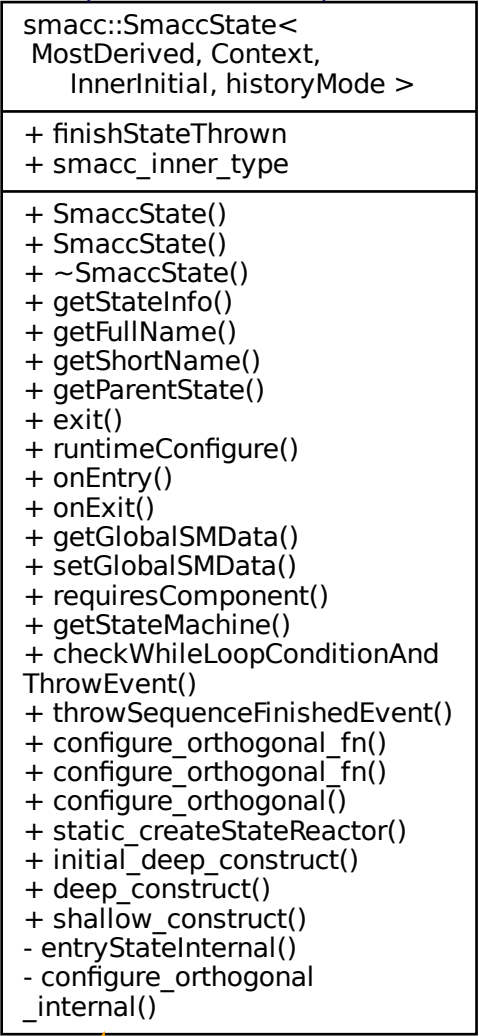 smacc::SmaccState<
MostDerived, Context,
InnerInitial, historyMode >
+ finishStateThrown
+ smacc_inner_type
+ SmaccState()
+ SmaccState()
+ ~SmaccState()
+ getStateInfo()
+ getFullName()
+ getShortName()
+ getParentState()
+ exit()
+ runtimeConfigure()
+ onEntry()
+ onExit()
+ getGlobalSMData()
+ setGlobalSMData()
+ requiresComponent()
+ getStateMachine()
+ checkWhileLoopConditionAnd
ThrowEvent()
+ throwSequenceFinishedEvent()
+ configure_orthogonal_fn()
+ configure_orthogonal_fn()
+ configure_orthogonal()
+ static_createStateReactor()
+ initial_deep_construct()
+ deep_construct()
+ shallow_construct()
- entryStateInternal()
- configure_orthogonal
_internal()